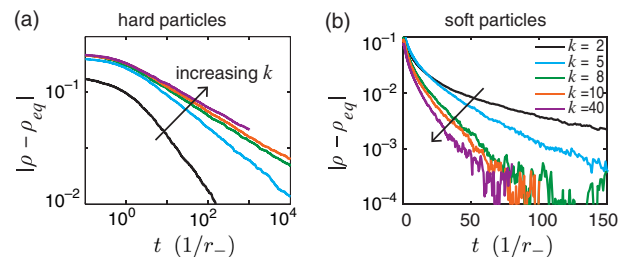 (a) hard particles
|ρ − ρeq|
10⁻¹
10⁻²
increasing k
10⁰ 10² 10⁴
t (1/r₋)
(b) soft particles
|ρ − ρeq|
10⁻¹
10⁻²
10⁻³
10⁻⁴
k = 2
k = 5
k = 8
k =10
k =40
0 50 100 150
t (1/r₋)